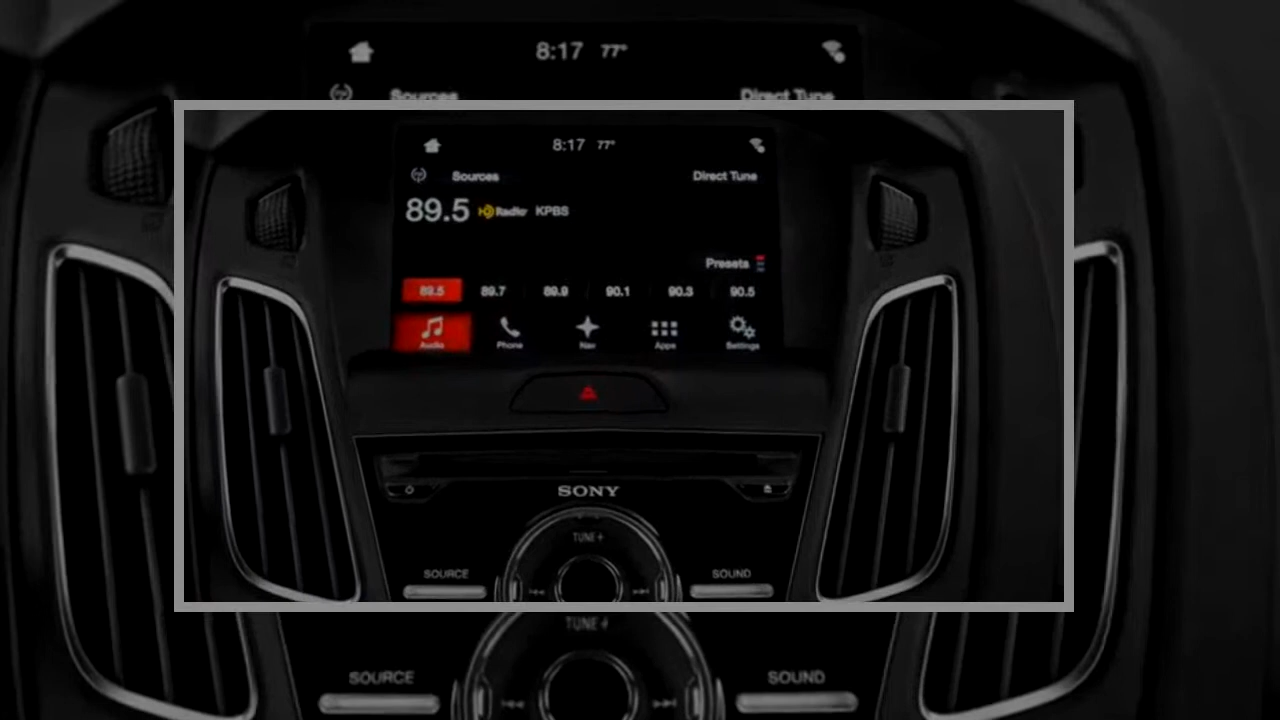 8:17 77°
Sources Direct Tune
8:17 77°
Sources Direct Tune
89.5 HD Radio KPBS
Presets
89.5 89.7 89.9 90.1 90.3 90.5
Audio Phone Nav Apps Settings
SONY
TUNE+
SOURCE SOUND
TUNE+
SOURCE SOUND